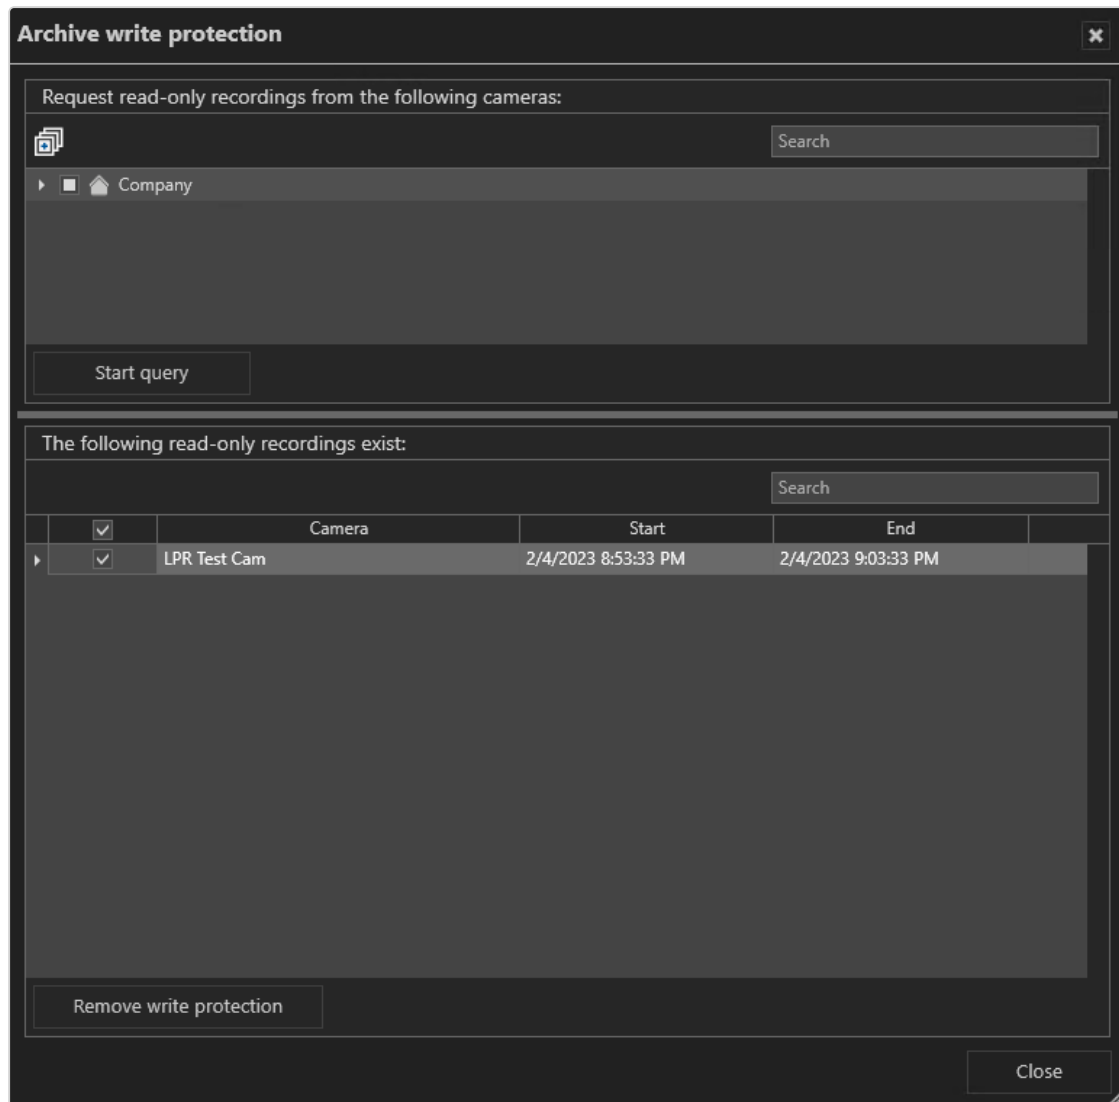 Archive write protection
Request read-only recordings from the following cameras:
Search
Company
Start query
The following read-only recordings exist:
Search
Camera Start End
LPR Test Cam 2/4/2023 8:53:33 PM 2/4/2023 9:03:33 PM
Remove write protection
Close